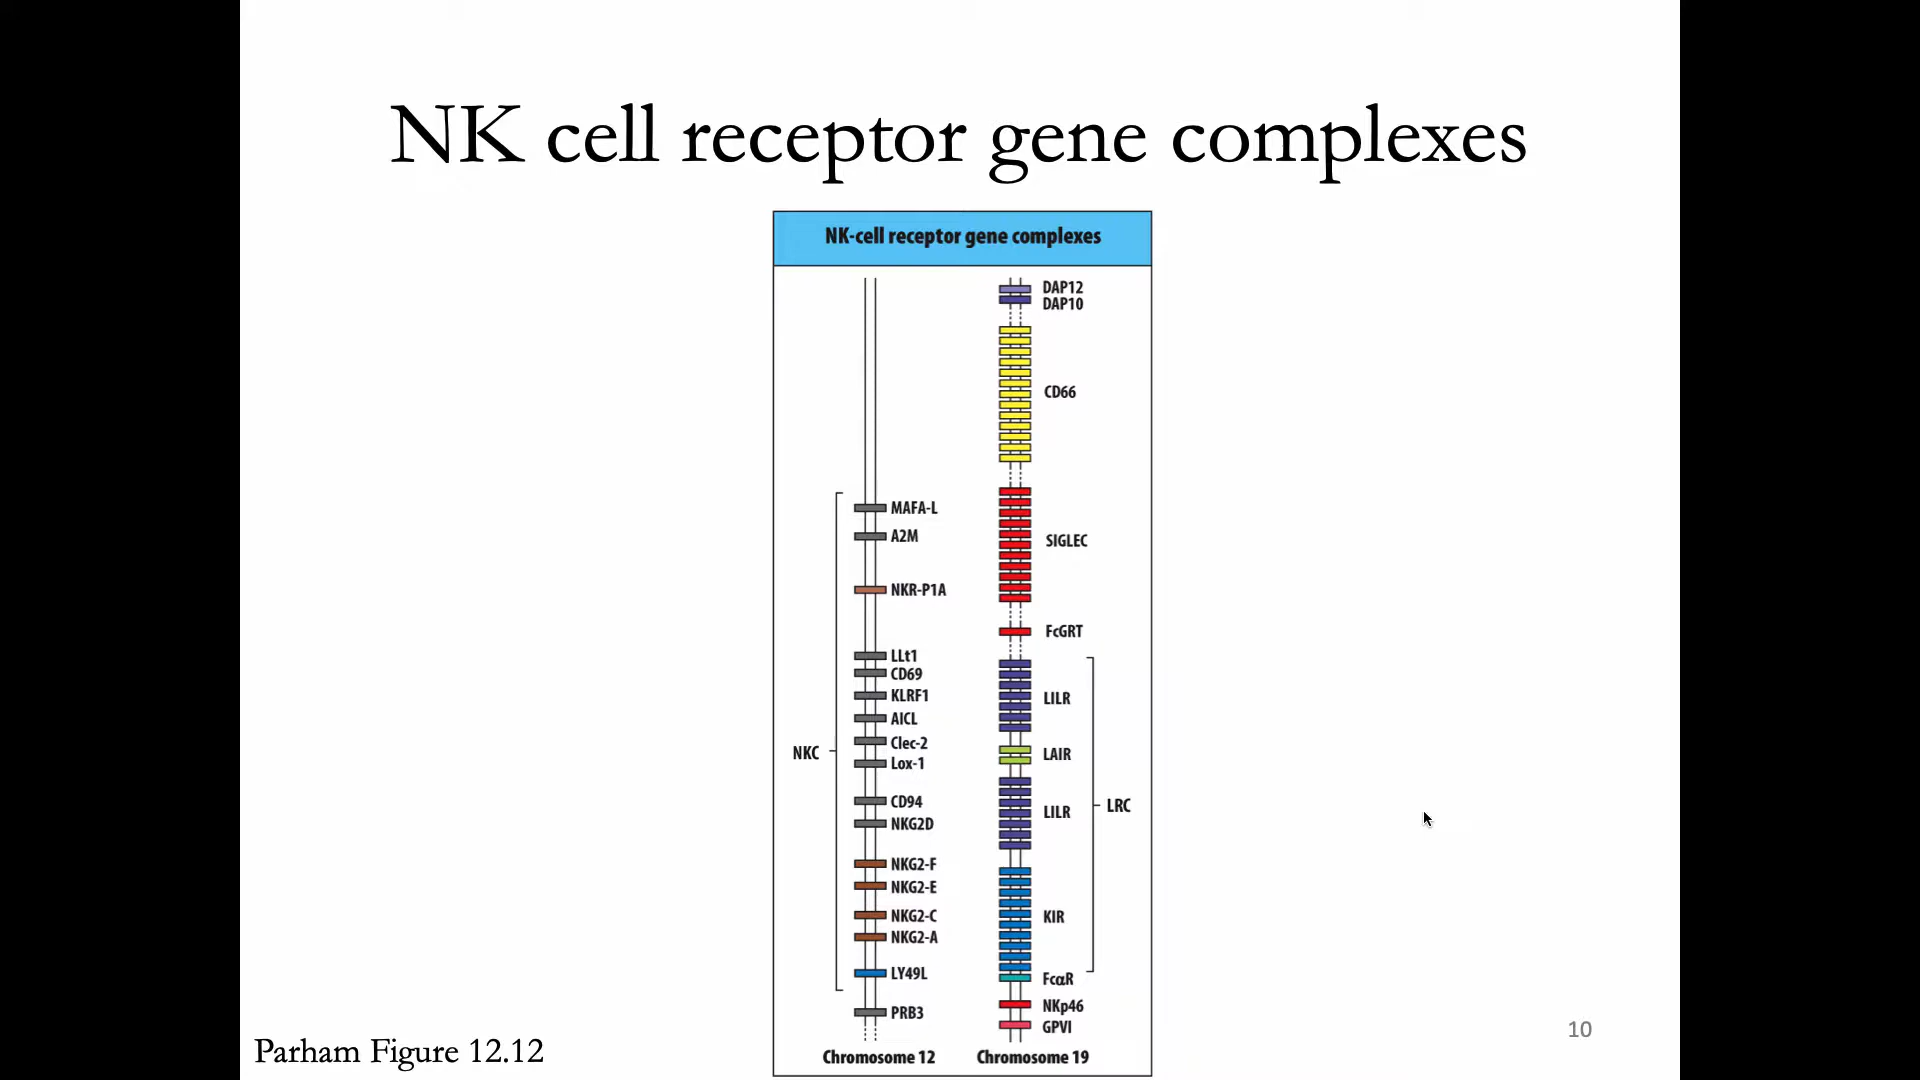 NK cell receptor gene complexes
NK-cell receptor gene complexes
MAFA-L
A2M
NKR-P1A
LLt1
CD69
KLRF1
AICL
Clec-2
Lox-1
CD94
NKG2D
NKG2-F
NKG2-E
NKG2-C
NKG2-A
LY49L
PRB3
NKC
Chromosome 12
DAP12
DAP10
CD66
SIGLEC
FcGRT
LILR
LAIR
LILR
KIR
FcαR
NKp46
GPVI
LRC
Chromosome 19
Parham Figure 12.12
10